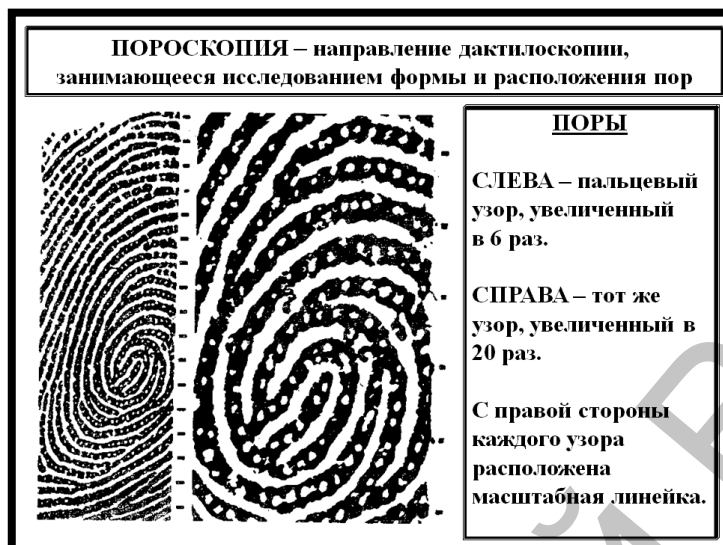 ПОРОСКОПИЯ – направление дактилоскопии,
занимающееся исследованием формы и расположения пор
ПОРЫ
СЛЕВА – пальцевый
узор, увеличенный
в 6 раз.
СПРАВА – тот же
узор, увеличенный в
20 раз.
С правой стороны
каждого узора
расположена
масштабная линейка.